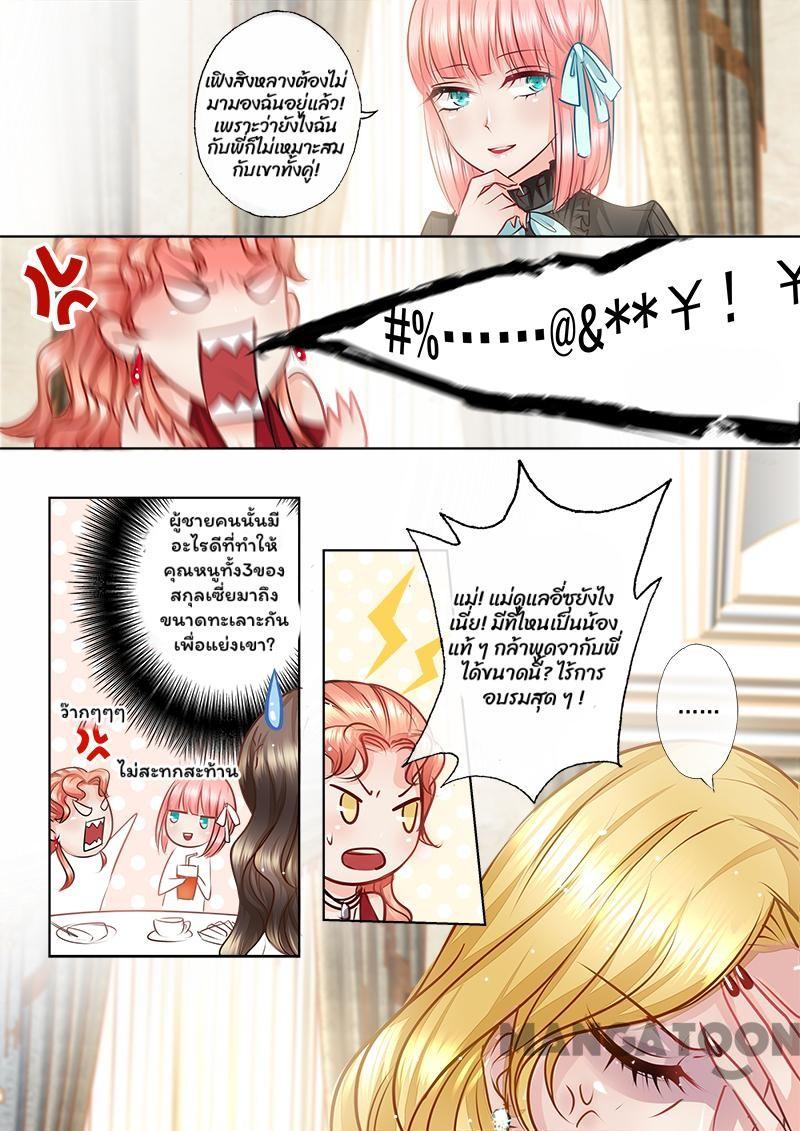 เฟิงสิงหลางต้องไม่
มามองฉันอยู่แล้ว!
เพราะว่ายังไงฉัน
กับพี่ก็ไม่เหมาะสม
กับเขาทั้งคู่!
#%·······@&**￥! ￥
ผู้ชายคนนั้นมี
อะไรดีที่ทำให้
คุณหนูทั้ง3ของ
สกุลเซี่ยมาถึง
ขนาดทะเลาะกัน
เพื่อแย่งเขา?
ว๊ากๆๆๆ
ไม่สะทกสะท้าน
แม่! แม่ดูแลอี๋ซูยังไง
เนี่ย! มีที่ไหนเป็นน้อง
แท้ ๆ กล้าพูดจากับพี่
ได้ขนาดนี้? ไร้การ
อบรมสุด ๆ !
......
MANGATOON